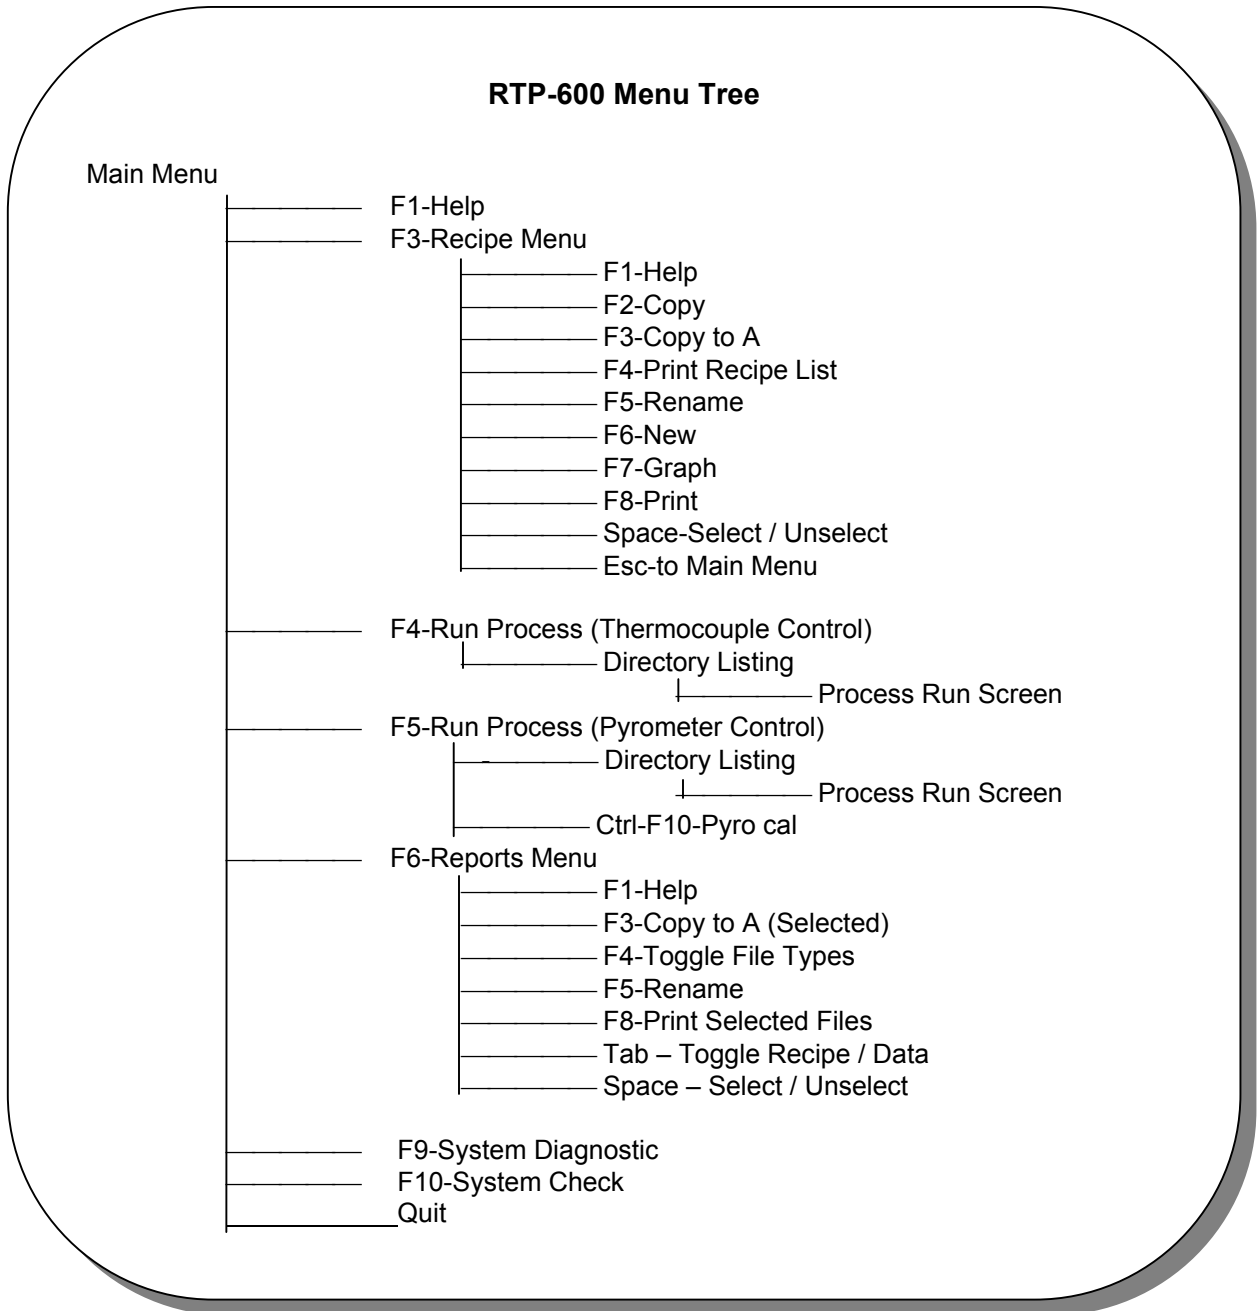 RTP-600 Menu Tree
Main Menu
F1-Help
F3-Recipe Menu
F1-Help
F2-Copy
F3-Copy to A
F4-Print Recipe List
F5-Rename
F6-New
F7-Graph
F8-Print
Space-Select / Unselect
Esc-to Main Menu
F4-Run Process (Thermocouple Control)
Directory Listing
Process Run Screen
F5-Run Process (Pyrometer Control)
Directory Listing
Process Run Screen
Ctrl-F10-Pyro cal
F6-Reports Menu
F1-Help
F3-Copy to A (Selected)
F4-Toggle File Types
F5-Rename
F8-Print Selected Files
Tab – Toggle Recipe / Data
Space – Select / Unselect
F9-System Diagnostic
F10-System Check
Quit